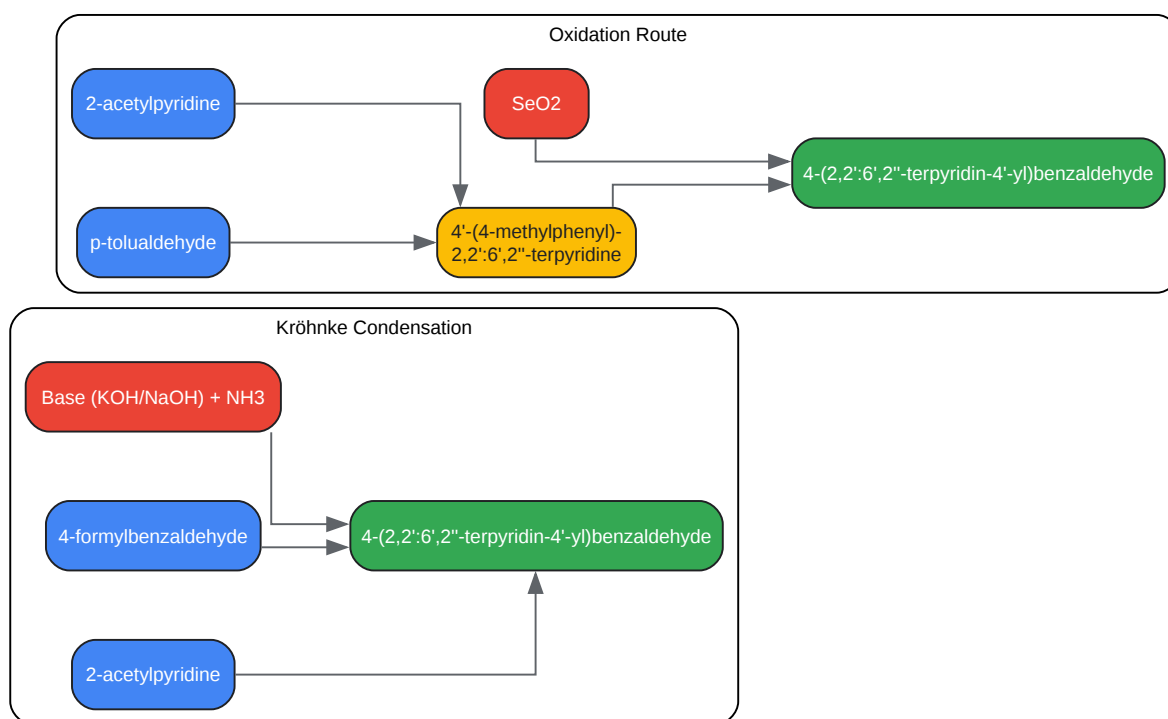 Oxidation Route
2-acetylpyridine
SeO2
4-(2,2':6',2''-terpyridin-4'-yl)benzaldehyde
p-tolualdehyde
4'-(4-methylphenyl)-
2,2':6',2''-terpyridine
Kröhnke Condensation
Base (KOH/NaOH) + NH3
4-formylbenzaldehyde
4-(2,2':6',2''-terpyridin-4'-yl)benzaldehyde
2-acetylpyridine